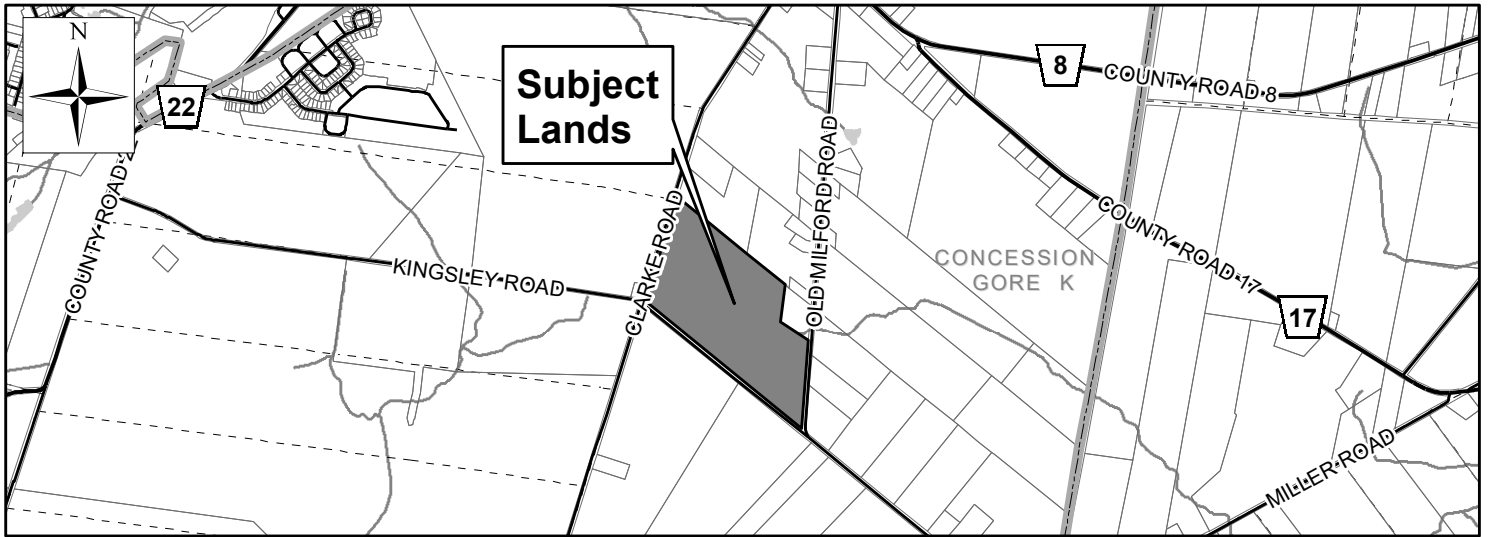 N
22
Subject
Lands
8
COUNTY ROAD 8
COUNTY ROAD
KINGSLEY ROAD
CLARKE ROAD
OLD MILFORD ROAD
CONCESSION
GORE K
COUNTY ROAD 17
17
MILLER ROAD